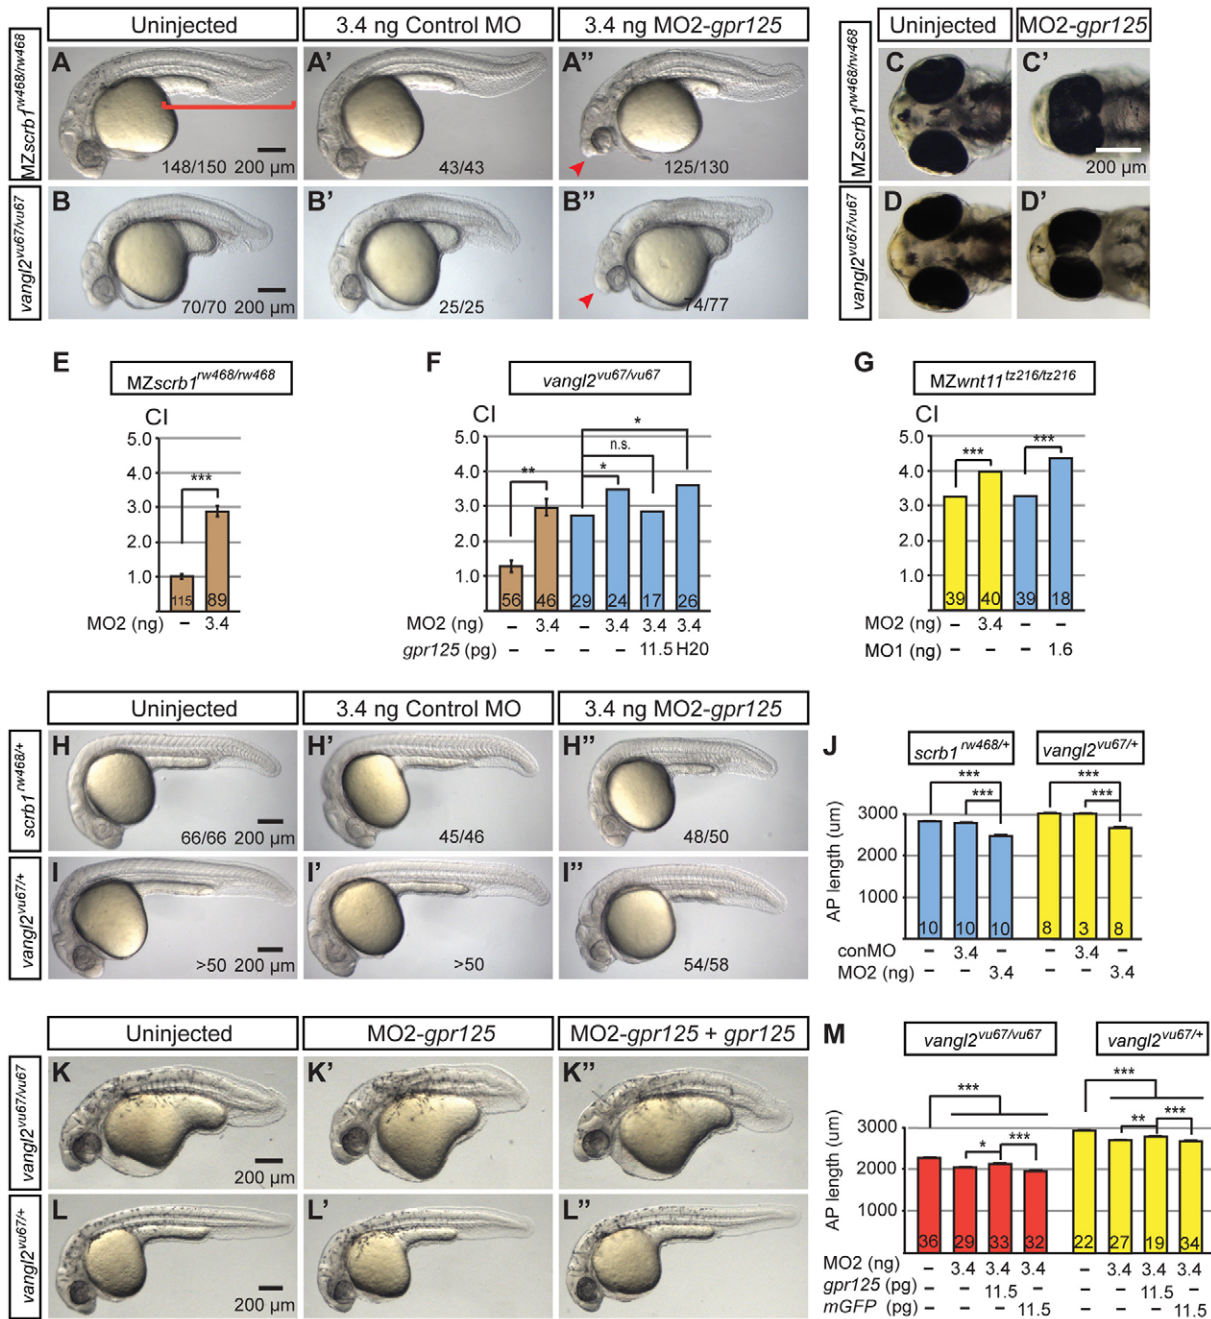 Uninjected 3.4 ng Control MO 3.4 ng MO2-gpr125 Uninjected MO2-gpr125
MZscrb1rw468/rw468
A A' A"
148/150 200 µm 43/43 125/130
MZscrb1rw468/rw468
C C'
200 µm
vangl2vu67/vu67
B B' B"
70/70 200 µm 25/25 74/77
vangl2vu67/vu67
D D'
E
MZscrb1rw468/rw468
CI
5.0
4.0
3.0
2.0
1.0
***
115 89
MO2 (ng) – 3.4
F
vangl2vu67/vu67
CI
5.0
4.0
3.0
2.0
1.0
** * n.s. *
56 46 29 24 17 26
MO2 (ng) – 3.4 – 3.4 3.4 3.4
gpr125 (pg) – – – – 11.5 H20
G
MZwnt11tz216/tz216
CI
5.0
4.0
3.0
2.0
1.0
*** ***
39 40 39 18
MO2 (ng) – 3.4 – –
MO1 (ng) – – – 1.6
Uninjected 3.4 ng Control MO 3.4 ng MO2-gpr125
scrb1rw468/+
H H' H"
66/66 200 µm 45/46 48/50
vangl2vu67/+
I I' I"
>50 200 µm >50 54/58
J
scrb1rw468/+ vangl2vu67/+
*** ***
*** ***
AP length (um)
3000
2000
1000
10 10 10 8 3 8
conMO – 3.4 – – 3.4 –
MO2 (ng) – – 3.4 – – 3.4
Uninjected MO2-gpr125 MO2-gpr125 + gpr125
vangl2vu67/vu67
K K' K"
200 µm
vangl2vu67/+
L L' L"
200 µm
M
vangl2vu67/vu67 vangl2vu67/+
*** ***
* *** ** ***
AP length (um)
3000
2000
1000
36 29 33 32 22 27 19 34
MO2 (ng) – 3.4 3.4 3.4 – 3.4 3.4 3.4
gpr125 (pg) 11.5 11.5
mGFP (pg) 11.5 11.5